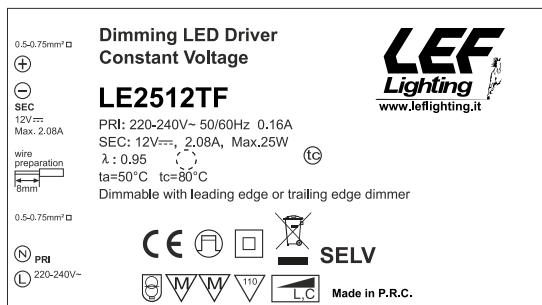 0.5-0.75mm²
SEC
12V⎓
Max. 2.08A
wire
preparation
8mm
0.5-0.75mm²
N PRI
L 220-240V~
Dimming LED Driver
Constant Voltage
LE2512TF
PRI: 220-240V~ 50/60Hz 0.16A
SEC: 12V⎓, 2.08A, Max.25W
λ: 0.95
ta=50°C tc=80°C
tc
Dimmable with leading edge or trailing edge dimmer
LEF
Lighting
www.leflighting.it
CE
SELV
M M 110 L,C Made in P.R.C.